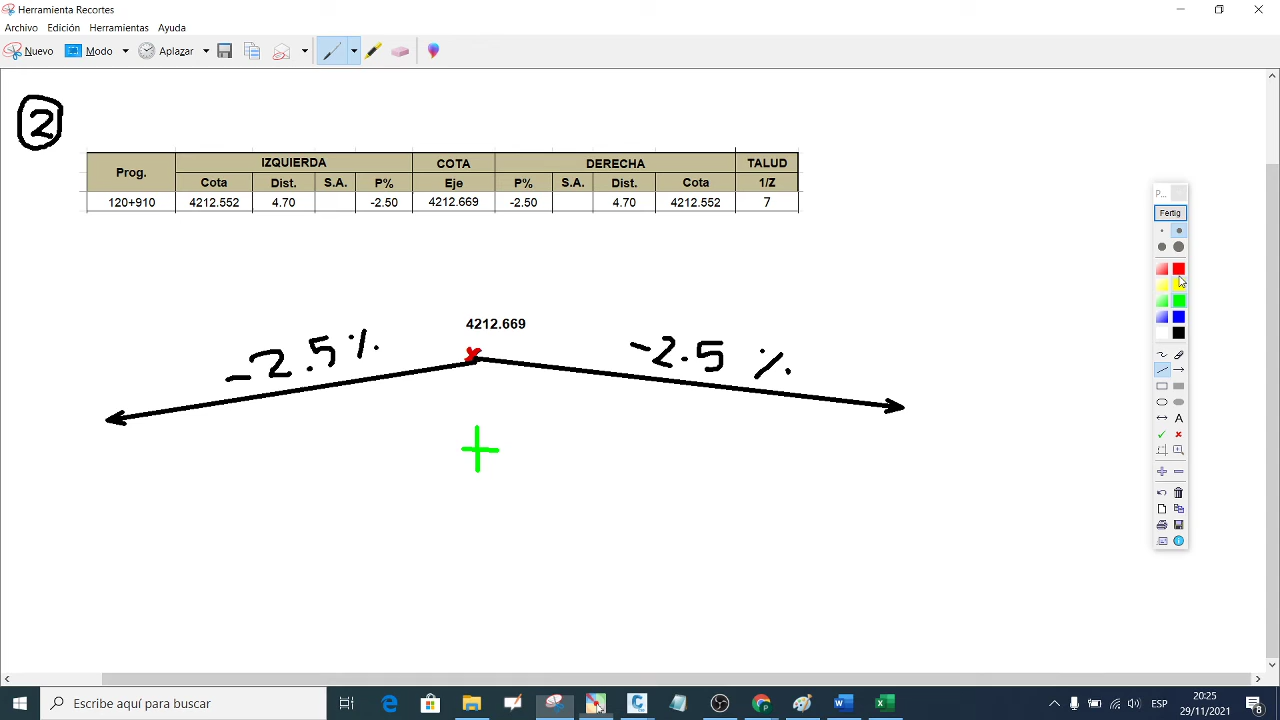 Herramienta Recortes
Archivo Edición Herramientas Ayuda
Nuevo Modo Aplazar
2
Prog. IZQUIERDA COTA DERECHA TALUD
Cota Dist. S.A. P% Eje P% S.A. Dist. Cota 1/Z
120+910 4212.552 4.70 -2.50 4212.669 -2.50 4.70 4212.552 7
P...
Fertig
4212.669
-2.5% -2.5 %
A
Escribe aquí para buscar
ESP 20:25
29/11/2021 8